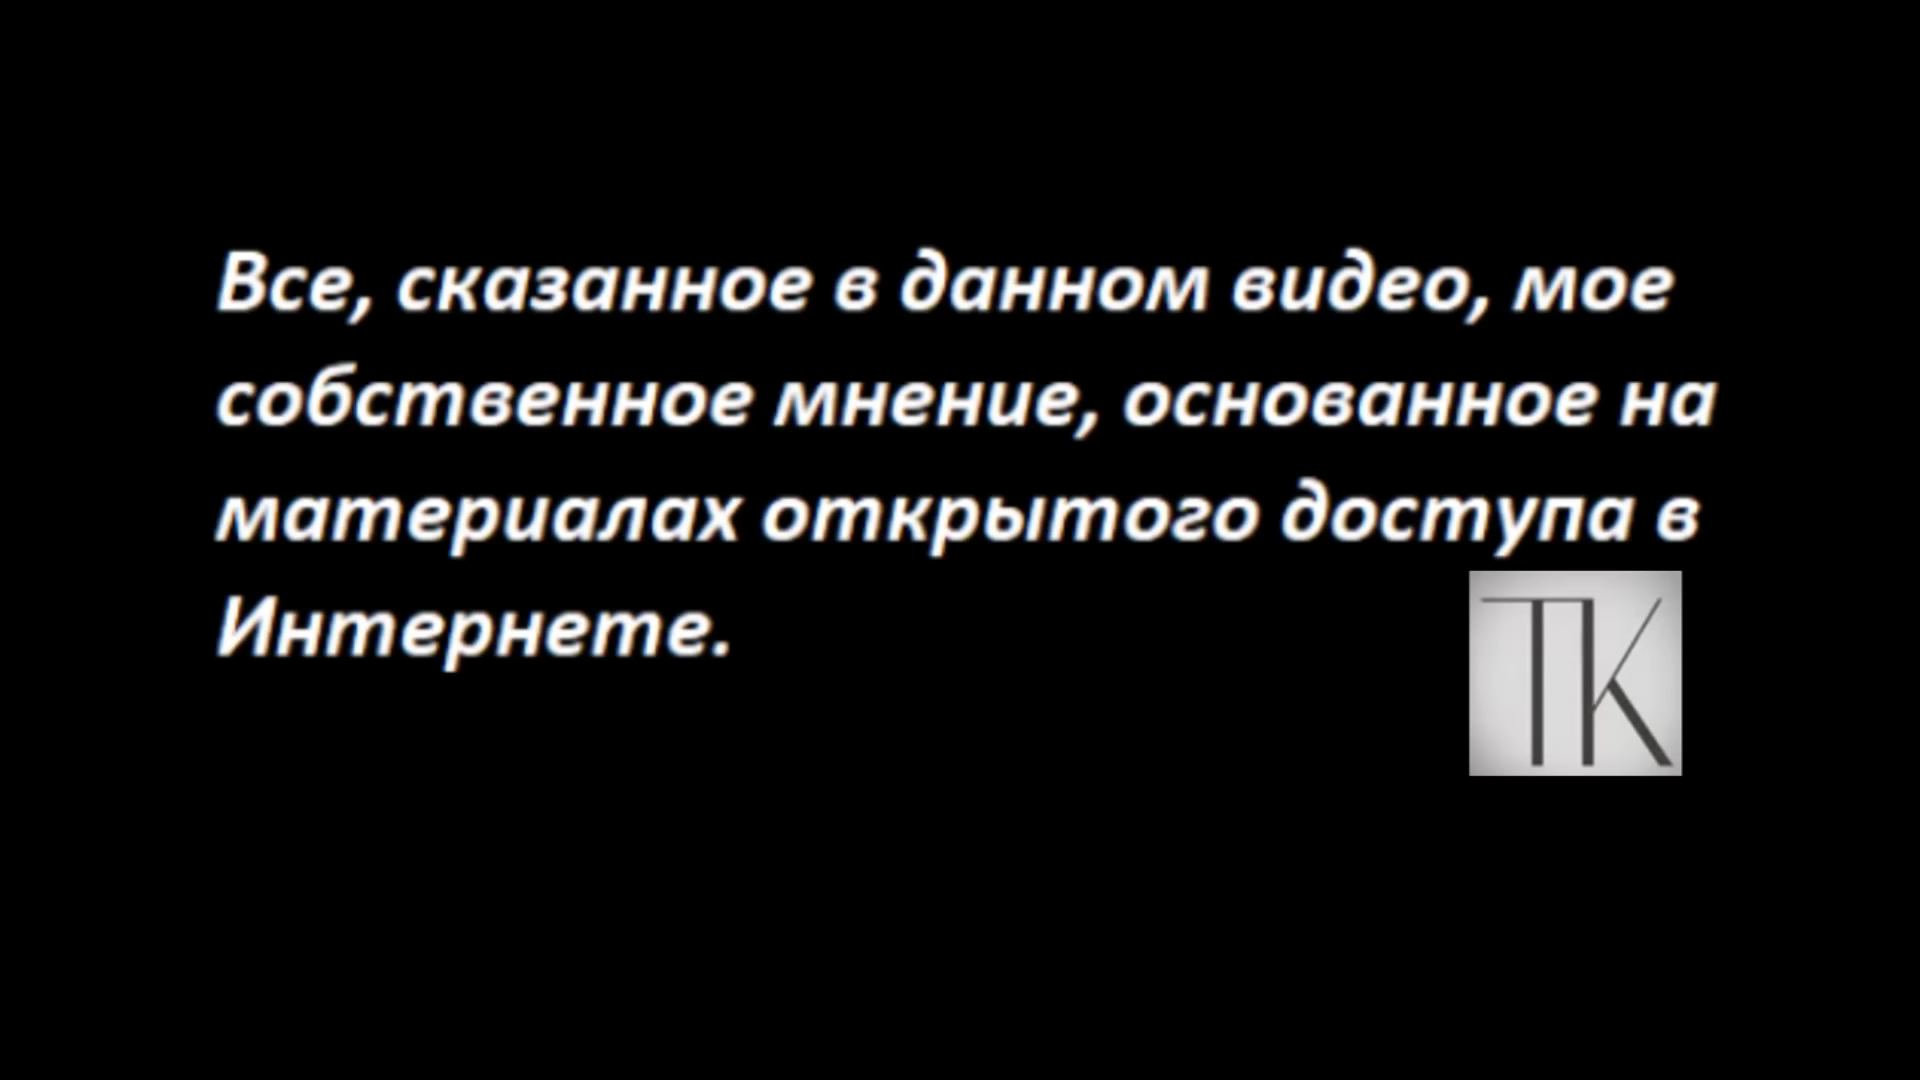 Все, сказанное в данном видео, мое
собственное мнение, основанное на
материалах открытого доступа в
Интернете.
TK